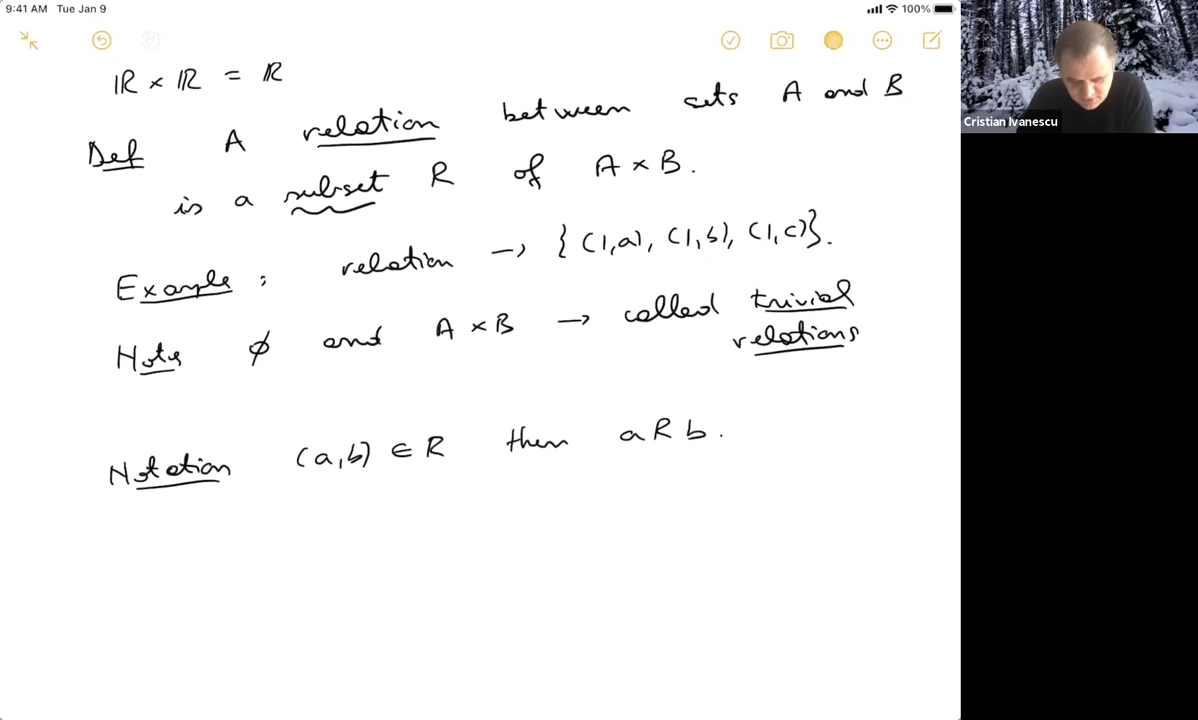 9:41 AM Tue Jan 9
100%
ℝ × ℝ = ℝ
Def A relation between sets A and B
is a subset R of A × B.
Example : relation → { (1,a), (1,b), (1,c) }.
Note ∅ and A × B → called trivial
relations
Notation (a,b) ∈ R then a R b.
Cristian Ivanescu